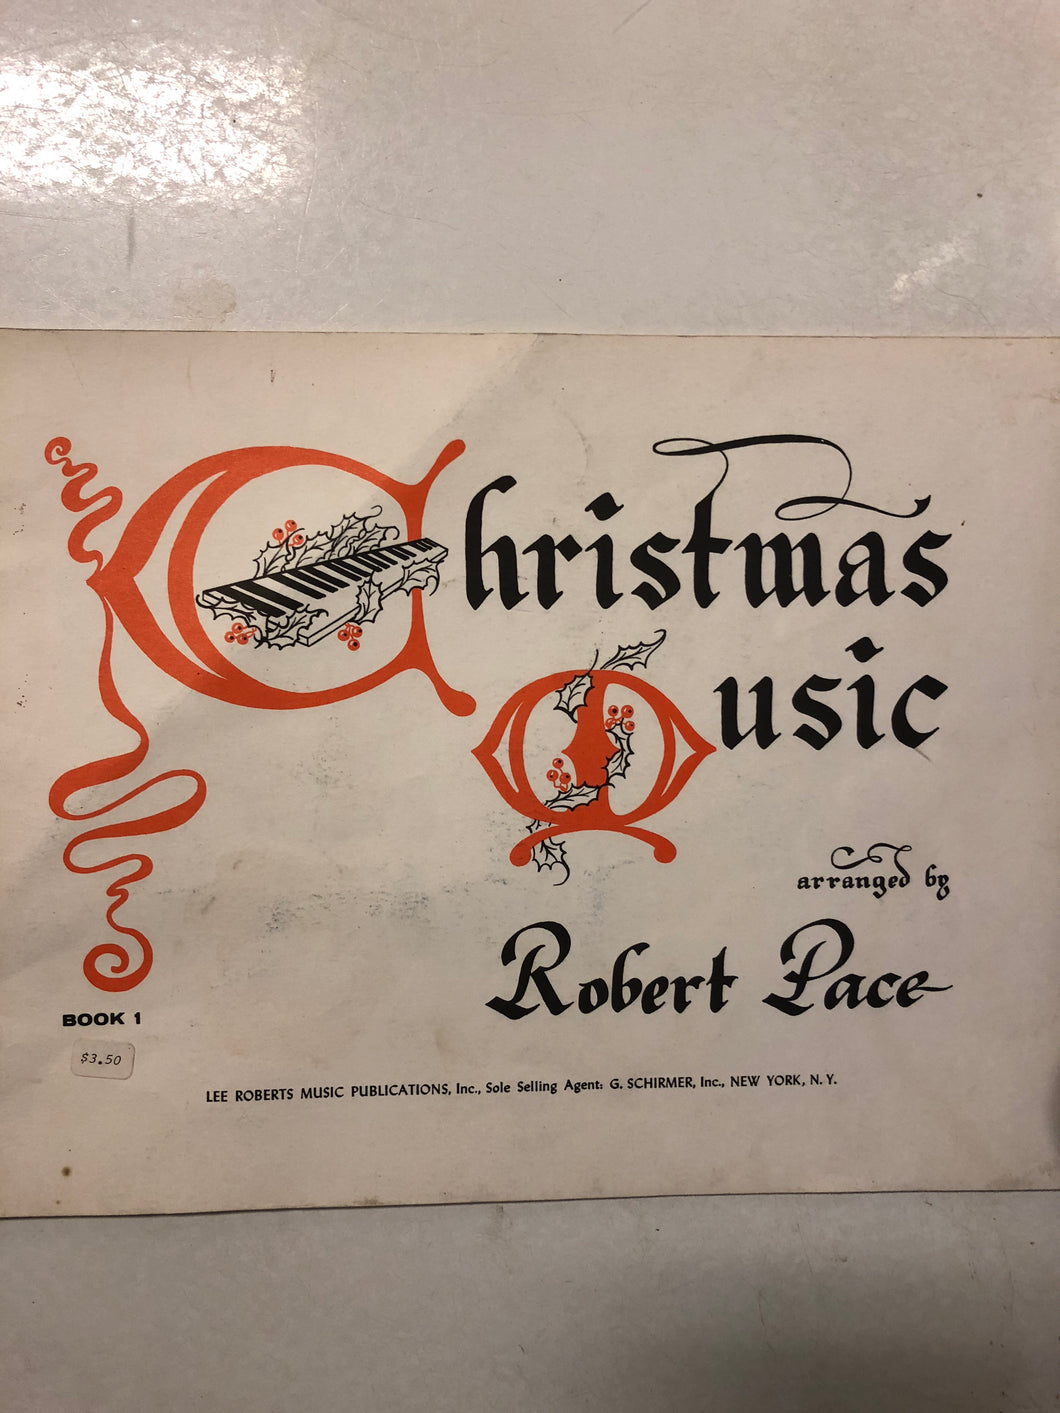 Christmas
Music
arranged by
Robert Pace
BOOK 1
$3.50
LEE ROBERTS MUSIC PUBLICATIONS, Inc., Sole Selling Agent: G. SCHIRMER, Inc., NEW YORK, N. Y.